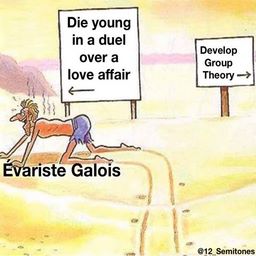 Die young
in a duel
over a
love affair
←
Develop
Group
Theory →
Évariste Galois
@12_Semitones